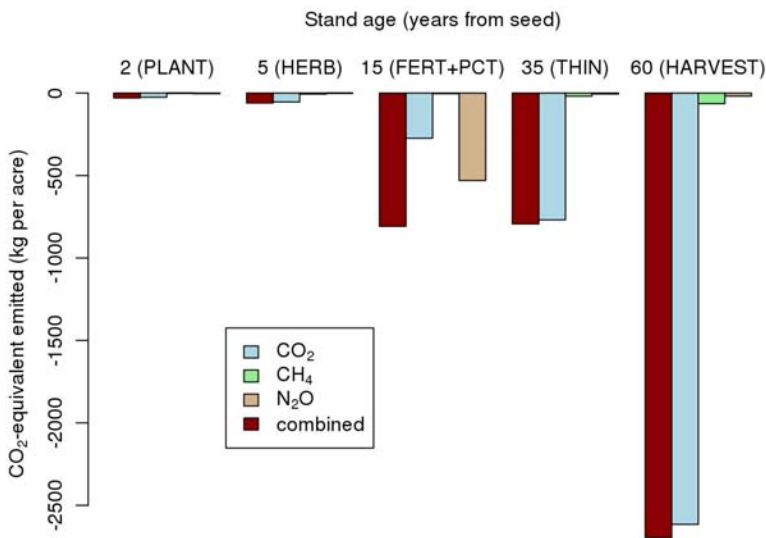 Stand age (years from seed)
2 (PLANT) 5 (HERB) 15 (FERT+PCT) 35 (THIN) 60 (HARVEST)
CO₂-equivalent emitted (kg per acre)
0
-500
-1000
-1500
-2000
-2500
CO₂
CH₄
N₂O
combined